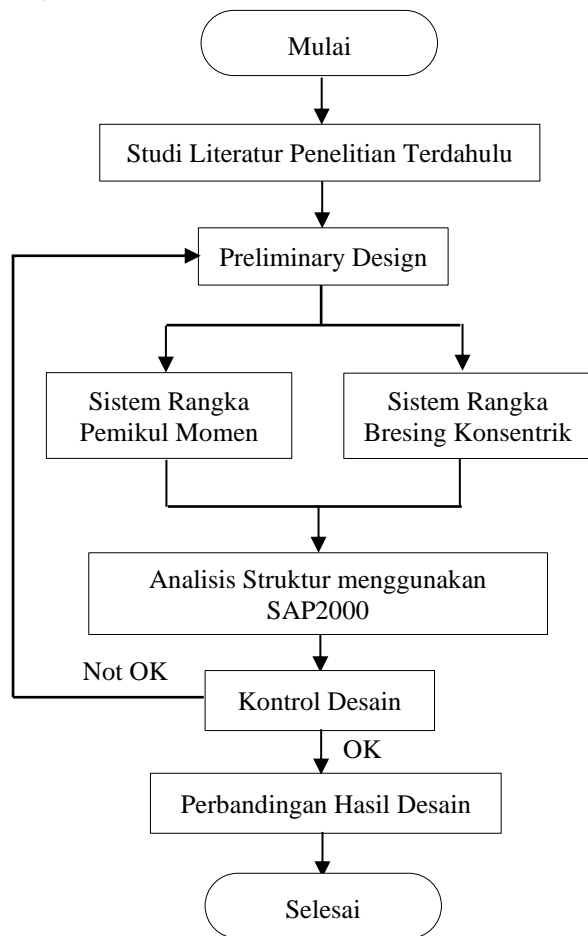 Mulai
Studi Literatur Penelitian Terdahulu
Preliminary Design
Sistem Rangka
Pemikul Momen
Sistem Rangka
Bresing Konsentrik
Analisis Struktur menggunakan
SAP2000
Not OK
Kontrol Desain
OK
Perbandingan Hasil Desain
Selesai